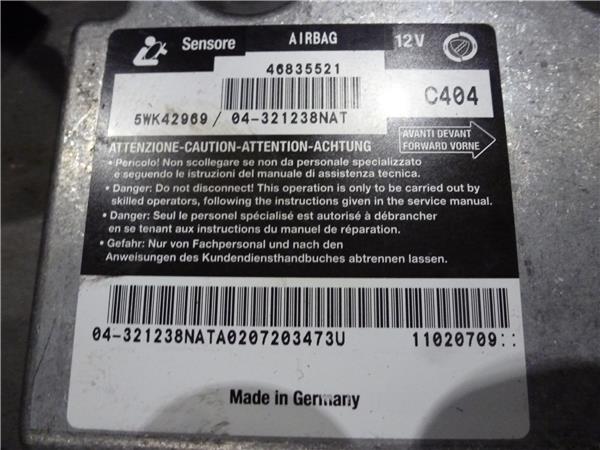 Sensore AIRBAG 12V
46835521
5WK42969 / 04-321238NAT
C404
AVANTI DEVANT
FORWARD VORNE
ATTENZIONE-CAUTION-ATTENTION-ACHTUNG
• Pericolo! Non scollegare se non da personale specializzato
e seguendo le istruzioni del manuale di assistenza tecnica.
• Danger: Do not disconnect! This operation is only to be carried out by
skilled operators, following the instructions given in the service manual.
• Danger: Seul le personel spécialisé est autorisé à débrancher
en se tenant aux instructions du manuel de réparation.
• Gefahr: Nur von Fachpersonal und nach den
Anweisungen des Kundendiensthandbuches abtrennen lassen.
04-321238NATA0207203473U 11020709::
Made in Germany